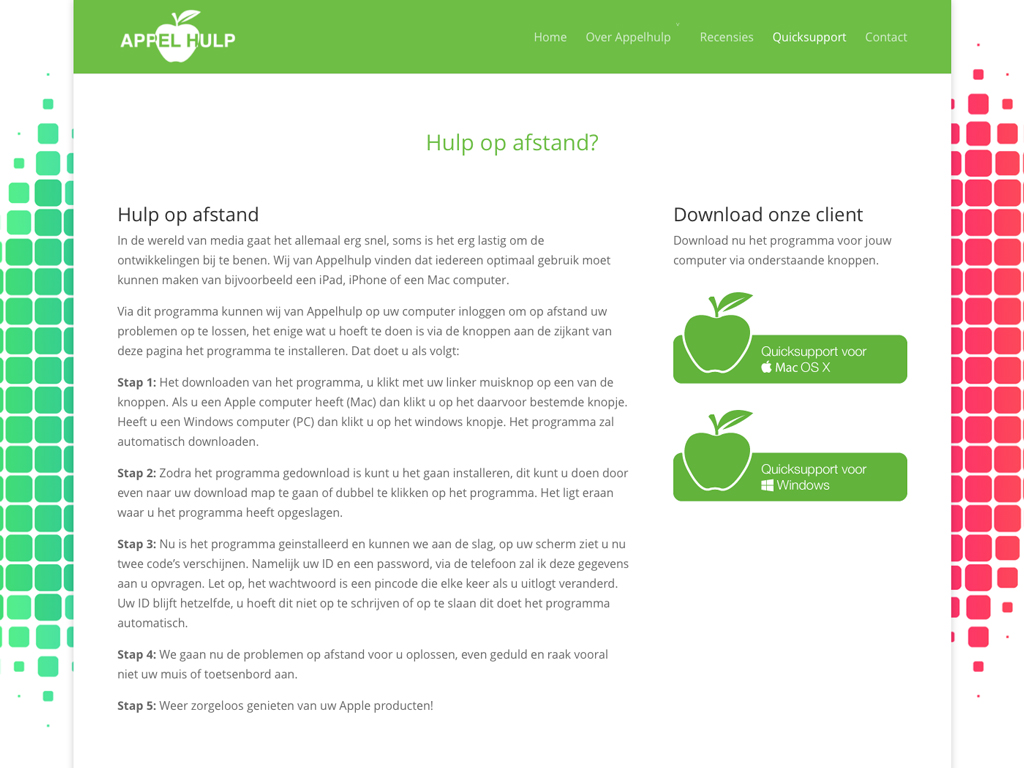 APPEL HULP
Home
Over Appelhulp
Recensies
Quicksupport
Contact
Hulp op afstand?
Hulp op afstand
In de wereld van media gaat het allemaal erg snel, soms is het erg lastig om de
ontwikkelingen bij te benen. Wij van Appelhulp vinden dat iedereen optimaal gebruik moet
kunnen maken van bijvoorbeeld een iPad, iPhone of een Mac computer.
Via dit programma kunnen wij van Appelhulp op uw computer inloggen om op afstand uw
problemen op te lossen, het enige wat u hoeft te doen is via de knoppen aan de zijkant van
deze pagina het programma te installeren. Dat doet u als volgt:
Stap 1: Het downloaden van het programma, u klikt met uw linker muisknop op een van de
knoppen. Als u een Apple computer heeft (Mac) dan klikt u op het daarvoor bestemde knopje.
Heeft u een Windows computer (PC) dan klikt u op het windows knopje. Het programma zal
automatisch downloaden.
Stap 2: Zodra het programma gedownload is kunt u het gaan installeren, dit kunt u doen door
even naar uw download map te gaan of dubbel te klikken op het programma. Het ligt eraan
waar u het programma heeft opgeslagen.
Stap 3: Nu is het programma geinstalleerd en kunnen we aan de slag, op uw scherm ziet u nu
twee code’s verschijnen. Namelijk uw ID en een password, via de telefoon zal ik deze gegevens
aan u opvragen. Let op, het wachtwoord is een pincode die elke keer als u uitlogt veranderd.
Uw ID blijft hetzelfde, u hoeft dit niet op te schrijven of op te slaan dit doet het programma
automatisch.
Stap 4: We gaan nu de problemen op afstand voor u oplossen, even geduld en raak vooral
niet uw muis of toetsenbord aan.
Stap 5: Weer zorgeloos genieten van uw Apple producten!
Download onze client
Download nu het programma voor jouw
computer via onderstaande knoppen.
Quicksupport voor
Mac OS X
Quicksupport voor
Windows